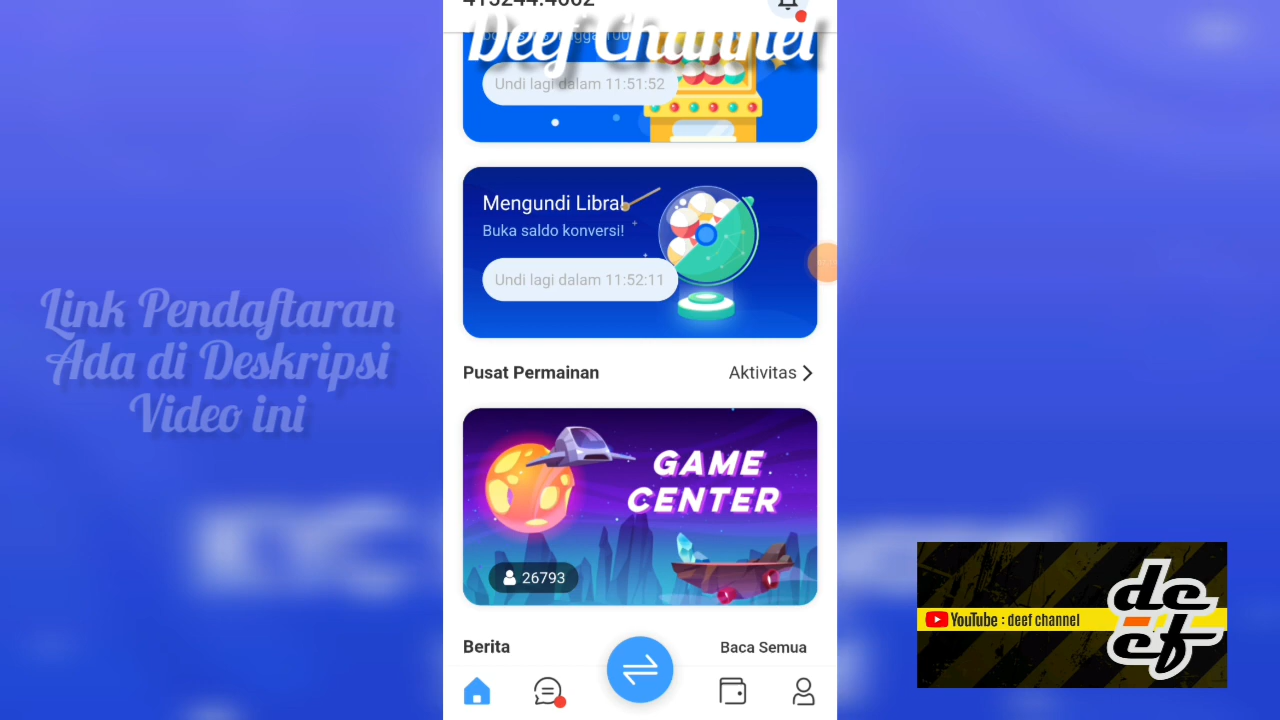 Deef Channel
Undi lagi dalam 11:51:52
Mengundi Libra!
Buka saldo konversi!
Undi lagi dalam 11:52:11
Pusat Permainan
Aktivitas
GAME
CENTER
26793
Berita
Baca Semua
Link Pendaftaran
Ada di Deskripsi
Video ini
YouTube : deef channel
de
ef